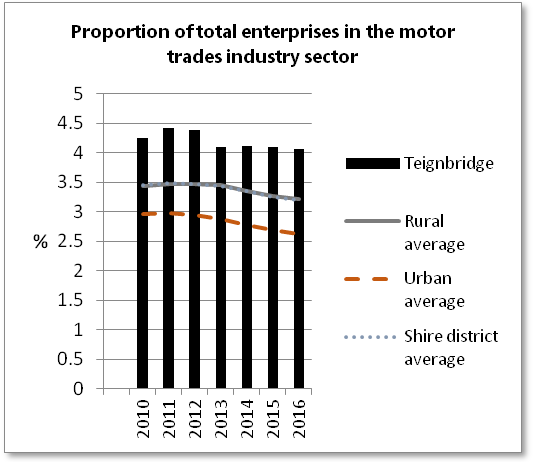 Proportion of total enterprises in the motor
trades industry sector
5
4.5
4
3.5
3
2.5
2
1.5
1
0.5
0
%
2010
2011
2012
2013
2014
2015
2016
Teignbridge
Rural
average
Urban
average
Shire district
average